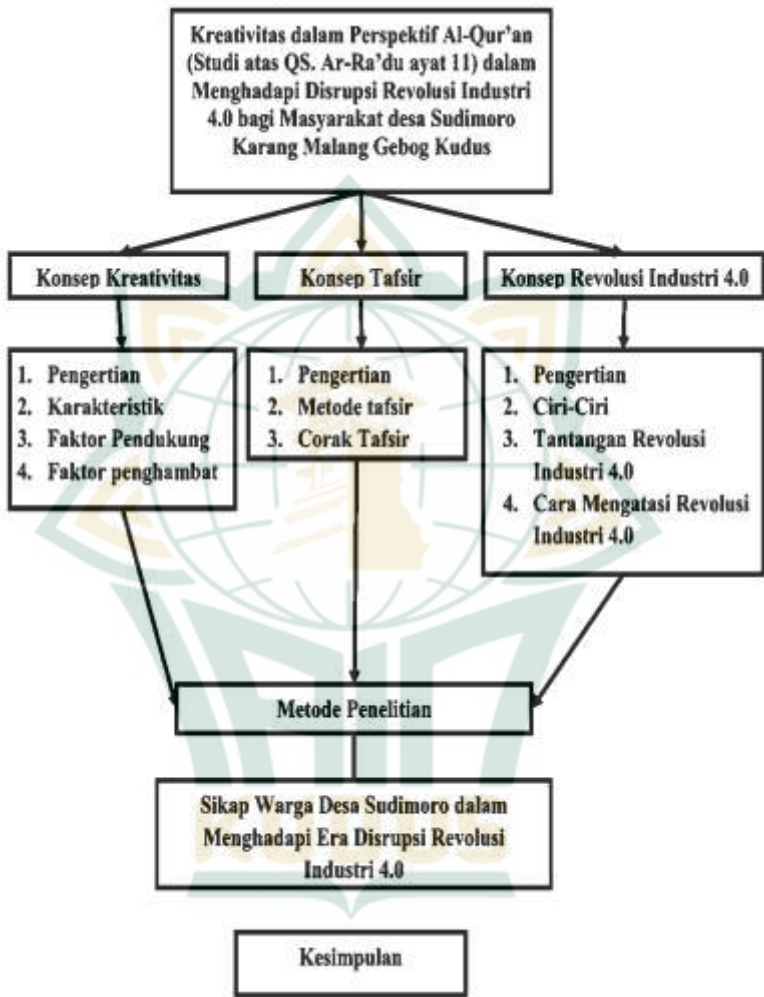 Kreativitas dalam Perspektif Al-Qur’an
(Studi atas QS. Ar-Ra’du ayat 11) dalam
Menghadapi Disrupsi Revolusi Industri
4.0 bagi Masyarakat desa Sudimoro
Karang Malang Gebog Kudus
Konsep Kreativitas
Konsep Tafsir
Konsep Revolusi Industri 4.0
1. Pengertian
2. Karakteristik
3. Faktor Pendukung
4. Faktor penghambat
1. Pengertian
2. Metode tafsir
3. Corak Tafsir
1. Pengertian
2. Ciri-Ciri
3. Tantangan Revolusi
Industri 4.0
4. Cara Mengatasi Revolusi
Industri 4.0
Metode Penelitian
Sikap Warga Desa Sudimoro dalam
Menghadapi Era Disrupsi Revolusi
Industri 4.0
KUDUS
Kesimpulan